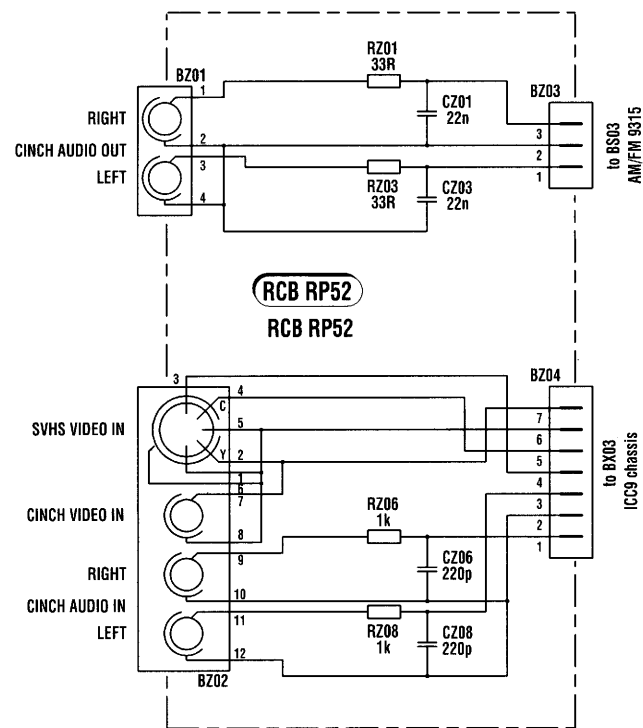 RZ01
33R
BZ01
1
BZ03
CZ01
22n
RIGHT
2
3
CINCH AUDIO OUT
3
2
LEFT
1
4
RZ03
33R
CZ03
22n
to BS03
AM/FM 9315
RCB RP52
RCB RP52
3
4
BZ04
C
7
SVHS VIDEO IN
5
6
Y
2
5
1
6
4
7
CINCH VIDEO IN
RZ06
1k
3
8
2
9
1
RIGHT
CZ06
220p
10
CINCH AUDIO IN
11
LEFT
RZ08
1k
CZ08
220p
12
BZ02
to BX03
ICC9 chassis